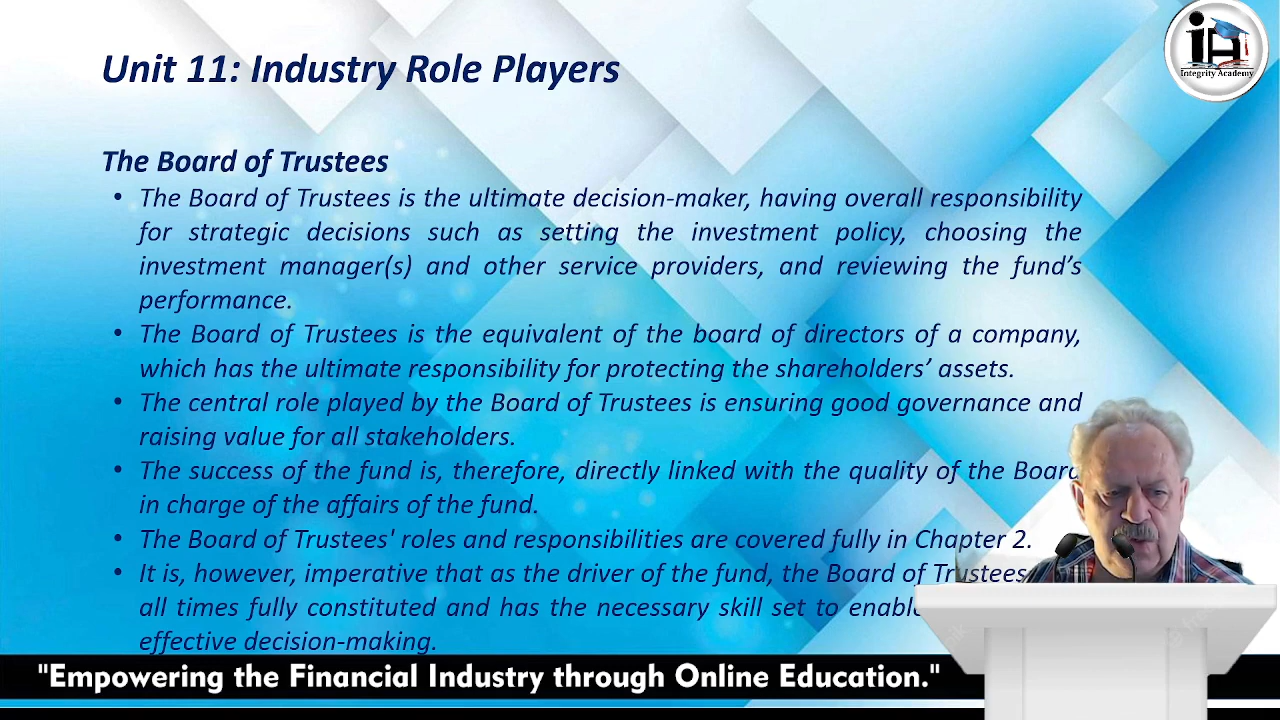 Unit 11: Industry Role Players
iA
Integrity Academy
The Board of Trustees
• The Board of Trustees is the ultimate decision-maker, having overall responsibility
for strategic decisions such as setting the investment policy, choosing the
investment manager(s) and other service providers, and reviewing the fund’s
performance.
• The Board of Trustees is the equivalent of the board of directors of a company,
which has the ultimate responsibility for protecting the shareholders’ assets.
• The central role played by the Board of Trustees is ensuring good governance and
raising value for all stakeholders.
• The success of the fund is, therefore, directly linked with the quality of the Board
in charge of the affairs of the fund.
• The Board of Trustees' roles and responsibilities are covered fully in Chapter 2.
• It is, however, imperative that as the driver of the fund, the Board of Trustees
all times fully constituted and has the necessary skill set to
effective decision-making.
"Empowering the Financial Industry through Online Education."